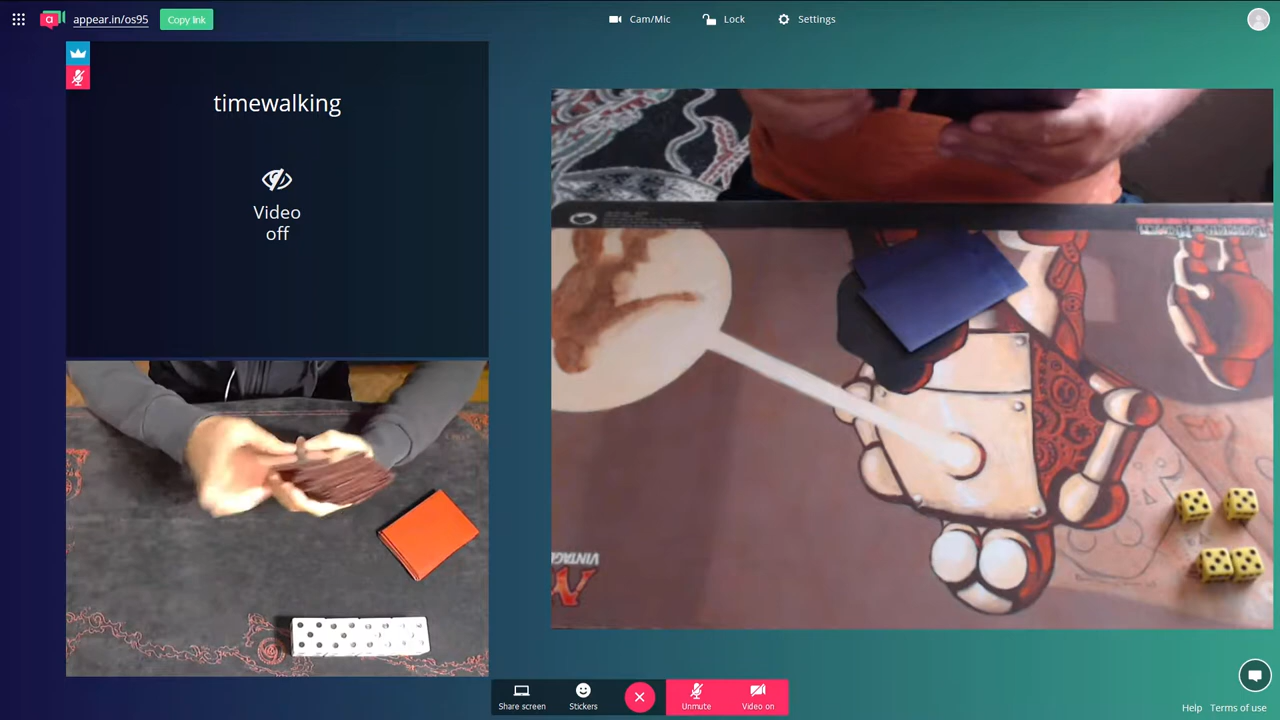 appear.in/os95
Copy link
Cam/Mic
Lock
Settings
timewalking
Video
off
VINTAGE
Share screen
Stickers
Unmute
Video on
Help
Terms of use